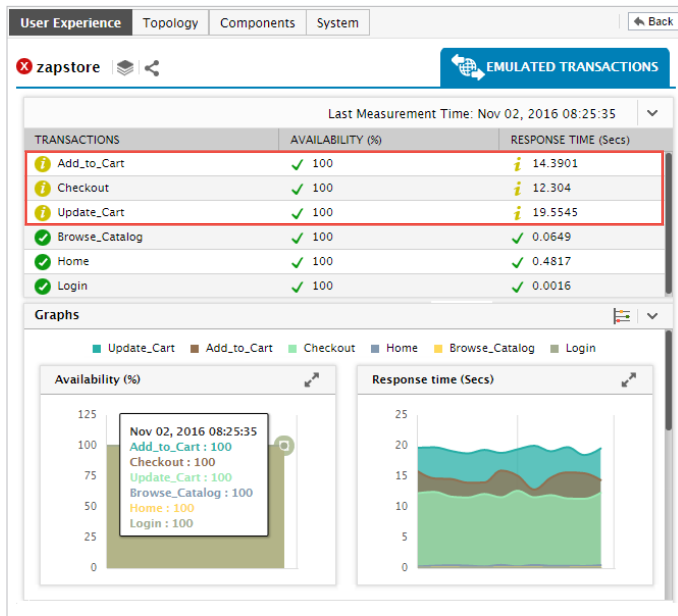 User Experience Topology Components System Back
zapstore EMULATED TRANSACTIONS
Last Measurement Time: Nov 02, 2016 08:25:35
TRANSACTIONS AVAILABILITY (%) RESPONSE TIME (Secs)
Add_to_Cart 100 14.3901
Checkout 100 12.304
Update_Cart 100 19.5545
Browse_Catalog 100 0.0649
Home 100 0.4817
Login 100 0.0016
Graphs
Update_Cart Add_to_Cart Checkout Home Browse_Catalog Login
Availability (%)
125
100
75
50
25
0
Nov 02, 2016 08:25:35
Add_to_Cart : 100
Checkout : 100
Update_Cart : 100
Browse_Catalog : 100
Home : 100
Login : 100
Response time (Secs)
25
20
15
10
5
0